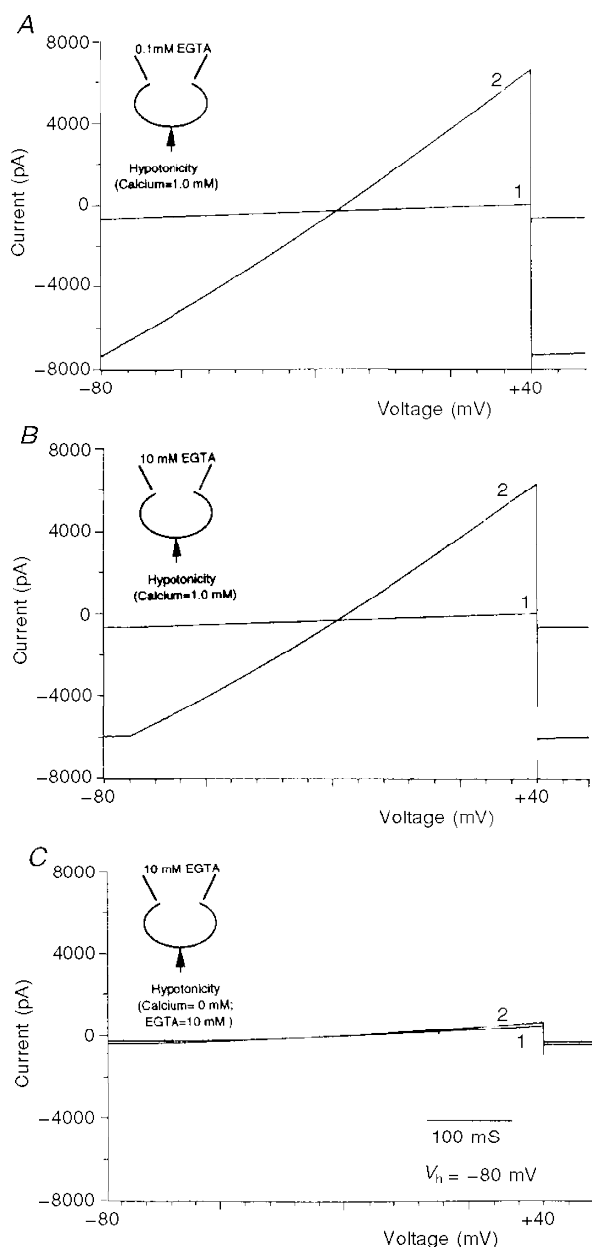 A
8000
4000
0
−4000
−8000
Current (pA)
0.1mM EGTA
Hypotonicity
(Calcium=1.0 mM)
2
1
−80
+40
Voltage (mV)
B
8000
4000
0
−4000
−8000
Current (pA)
10 mM EGTA
Hypotonicity
(Calcium=1.0 mM)
2
1
−80
+40
Voltage (mV)
C
8000
4000
0
−4000
−8000
Current (pA)
10 mM EGTA
Hypotonicity
(Calcium= 0 mM;
EGTA=10 mM )
2
1
100 mS
Vh = −80 mV
−80
+40
Voltage (mV)